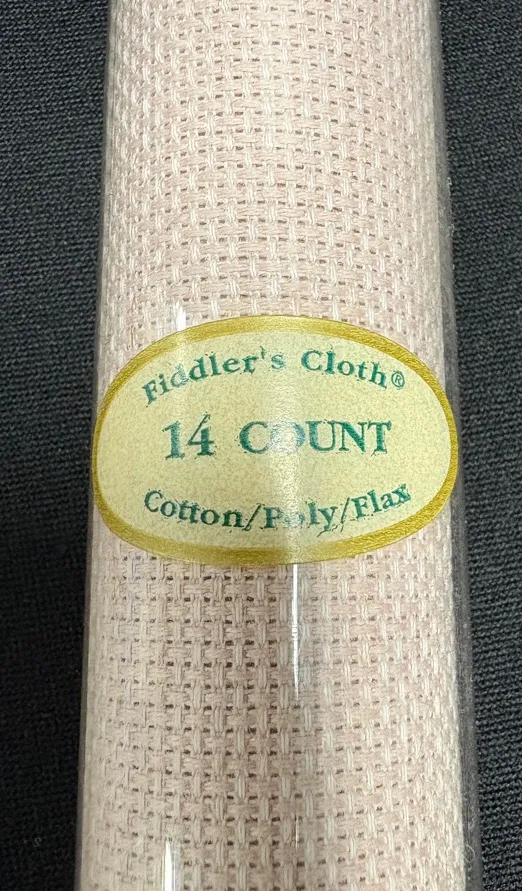 Fiddler's Cloth®
14 COUNT
Cotton/Poly/Flax